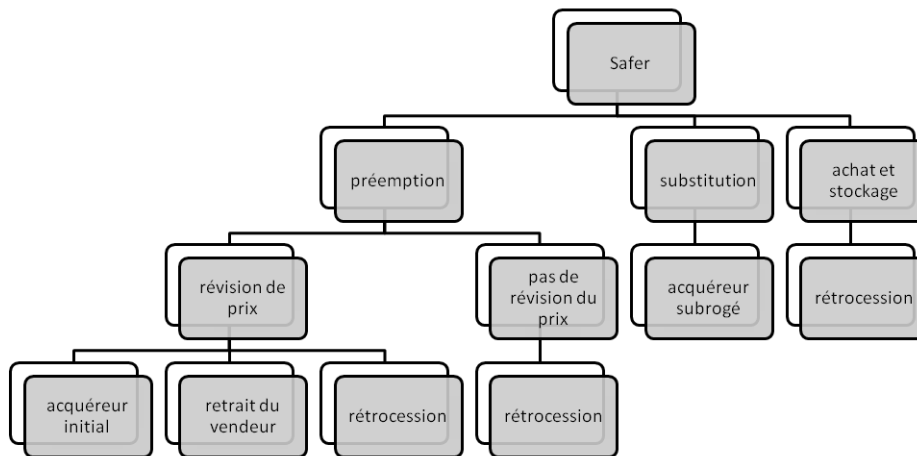 Safer
préemption
substitution
achat et
stockage
révision de
prix
pas de
révision du
prix
acquéreur
subrogé
rétrocession
acquéreur
initial
retrait du
vendeur
rétrocession
rétrocession